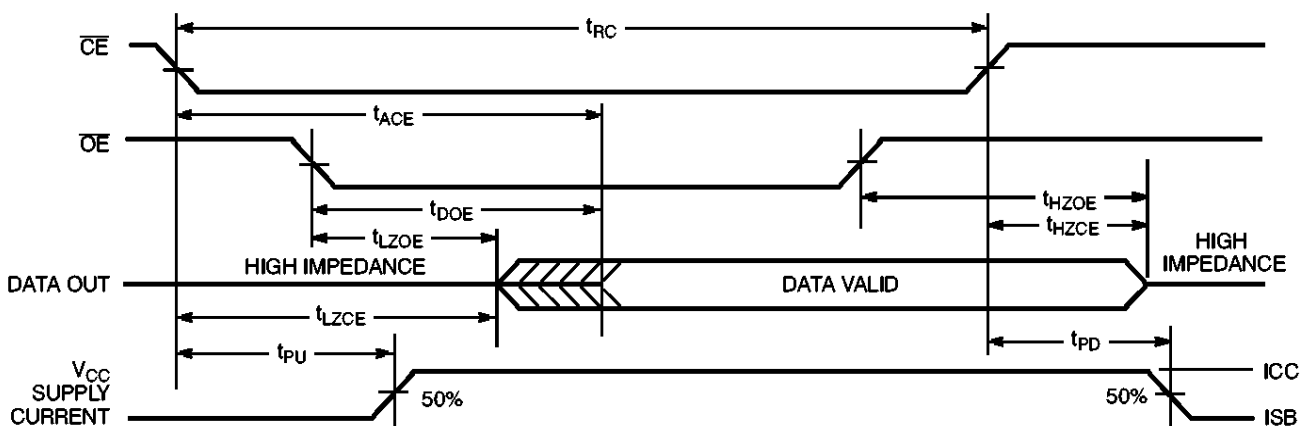 tRC
CE
tACE
OE
tDOE
tHZOE
tLZOE
tHZCE
HIGH IMPEDANCE
HIGH
IMPEDANCE
DATA OUT
DATA VALID
tLZCE
tPU
tPD
VCC
SUPPLY
CURRENT
50%
50%
ICC
ISB